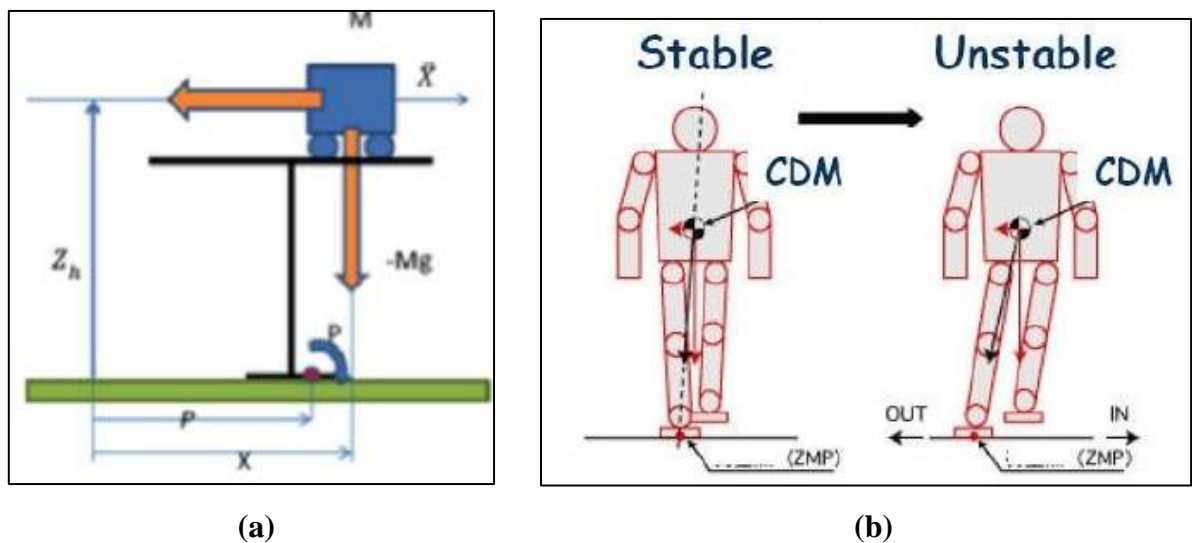 M
Ẍ
Z_h
-Mg
P
P
X
(a)
Stable
Unstable
CDM
CDM
OUT
IN
(ZMP)
(ZMP)
(b)